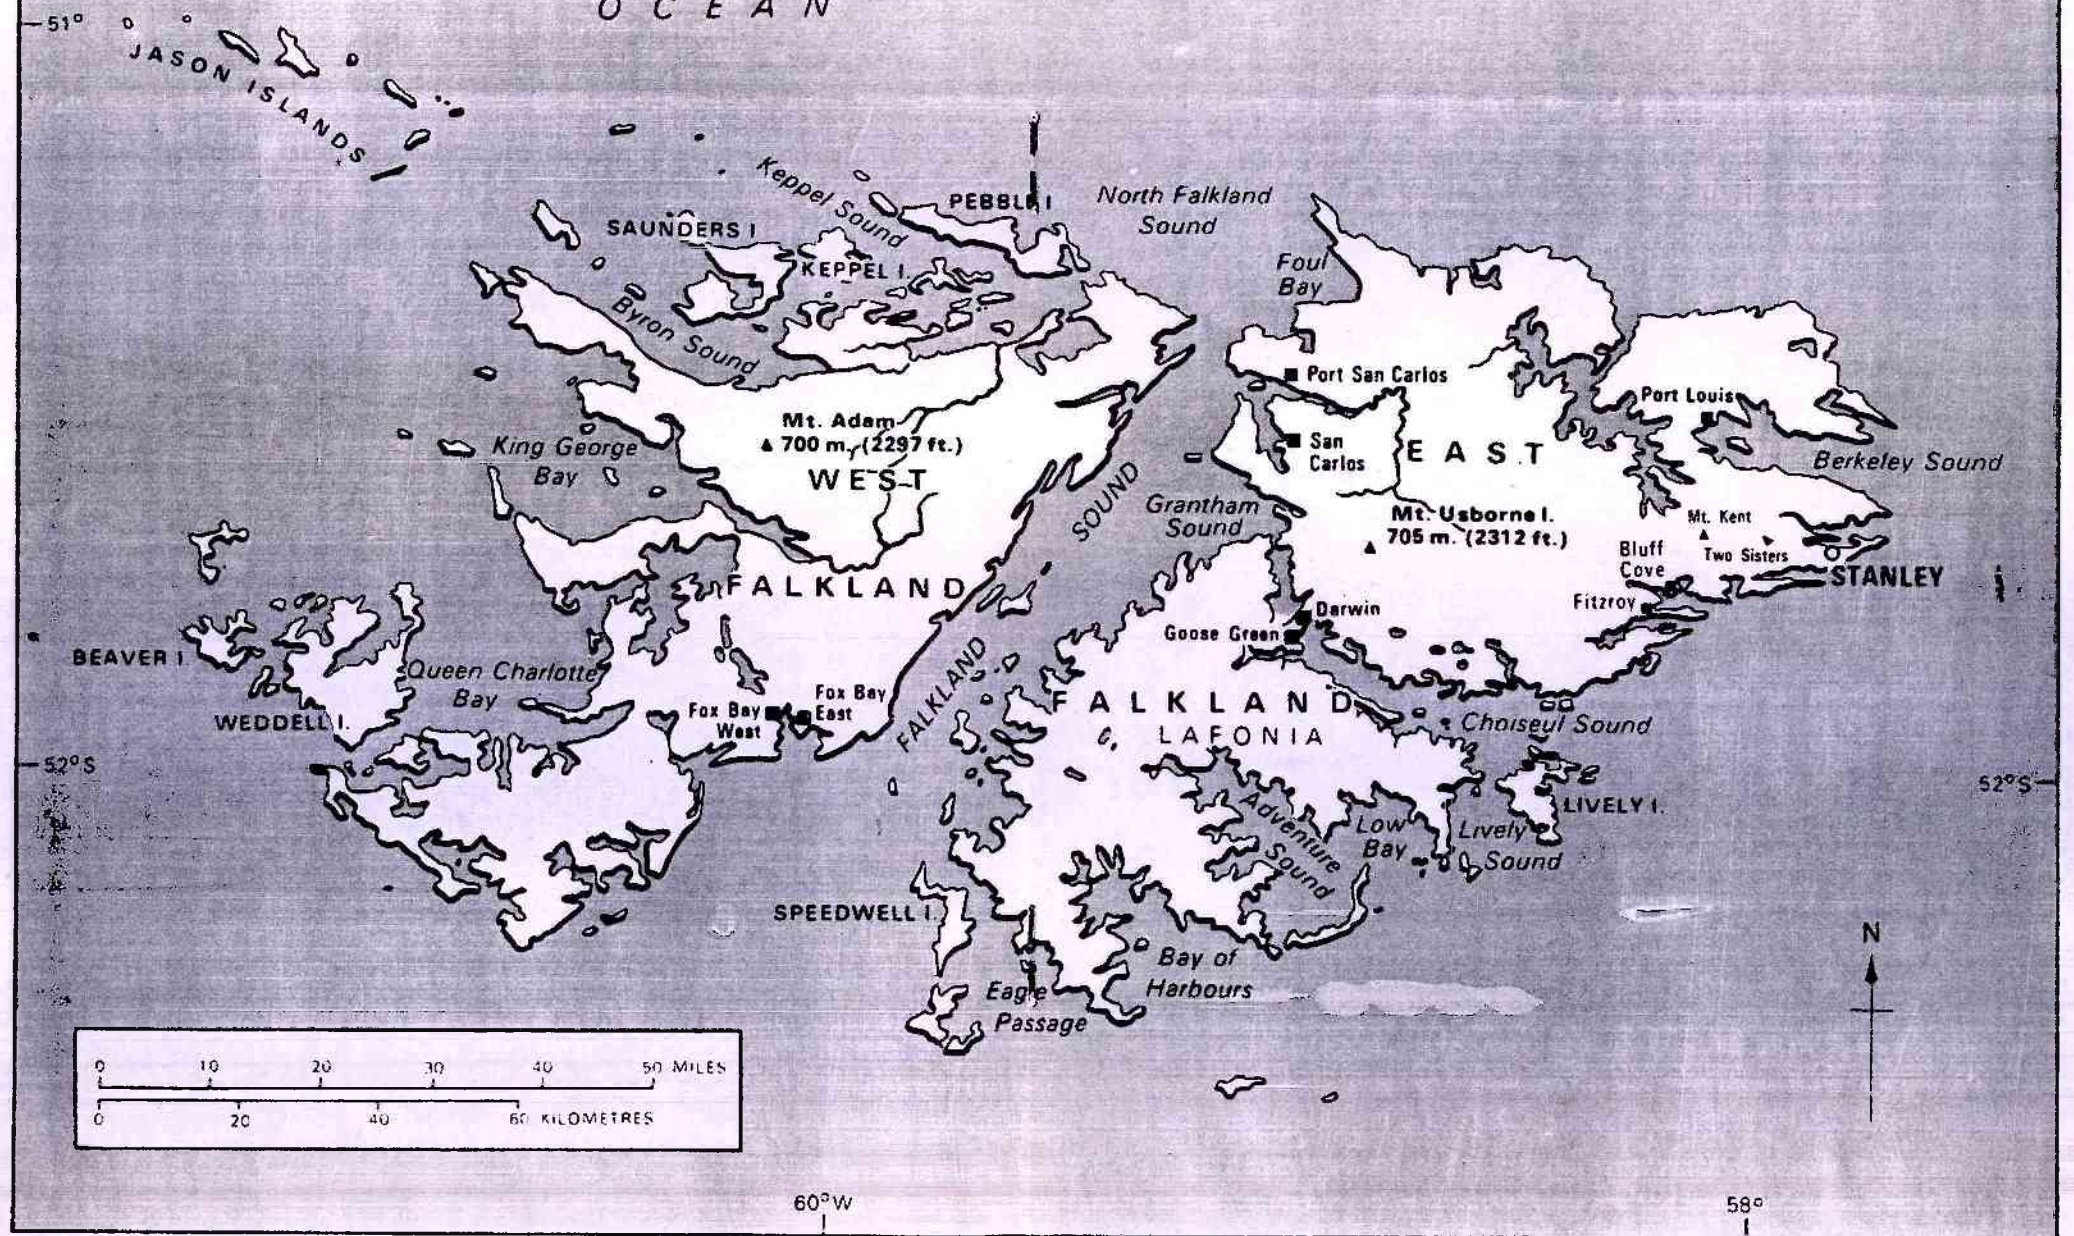 OCEAN
51°
JASON ISLANDS
Keppel Sound
PEBBLE I
North Falkland
Sound
SAUNDERS I
KEPPEL I.
Foul
Bay
Byron Sound
Port San Carlos
Port Louis
Mt. Adam
700 m. (2297 ft.)
King George
Bay
WEST
San
Carlos
EAST
Berkeley Sound
SOUND
Grantham
Sound
Mt. Usborne I.
705 m. (2312 ft.)
Mt. Kent
Two Sisters
Bluff
Cove
STANLEY
FALKLAND
Fitzroy
Darwin
Goose Green
BEAVER I.
Queen Charlotte
Bay
FALKLAND
Fox Bay
East
Fox Bay
West
WEDDELL I.
FALKLAND
LAFONIA
Choiseul Sound
52°S
52°S
LIVELY I.
Adventure
Sound
Low
Bay
Lively
Sound
SPEEDWELL I.
Bay of
Harbours
Eagle
Passage
N
0 10 20 30 40 50 MILES
0 20 40 60 KILOMETRES
60°W
58°